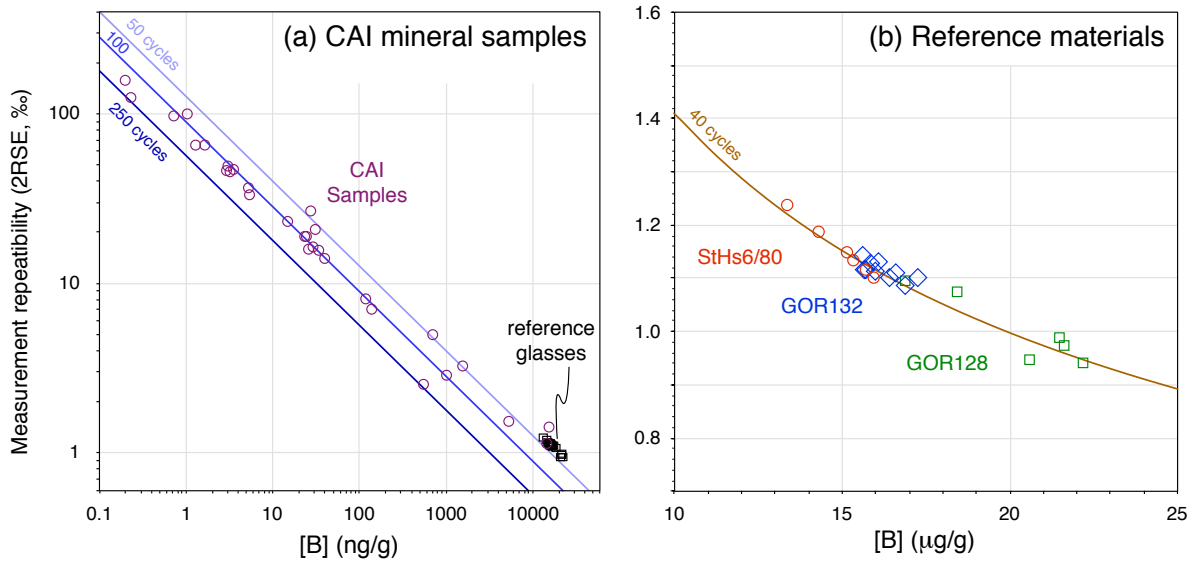 (a) CAI mineral samples
50 cycles
100
250 cycles
CAI
Samples
reference
glasses
Measurement repeatibility (2RSE, ‰)
100
10
1
0.1
1
10
100
1000
10000
[B] (ng/g)
(b) Reference materials
40 cycles
StHs6/80
GOR132
GOR128
1.6
1.4
1.2
1.0
0.8
10
15
20
25
[B] (μg/g)